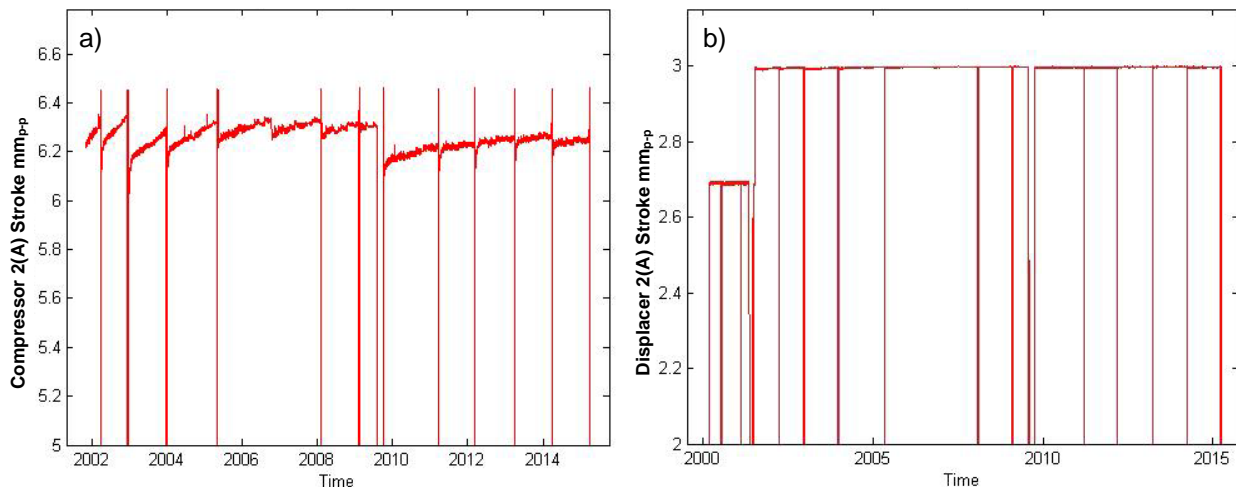 a)
Compressor 2(A) Stroke mmp-p
6.6
6.4
6.2
6
5.8
5.6
5.4
5.2
5
2002 2004 2006 2008 2010 2012 2014
Time
b)
Displacer 2(A) Stroke mmp-p
3
2.8
2.6
2.4
2.2
2
2000 2005 2010 2015
Time